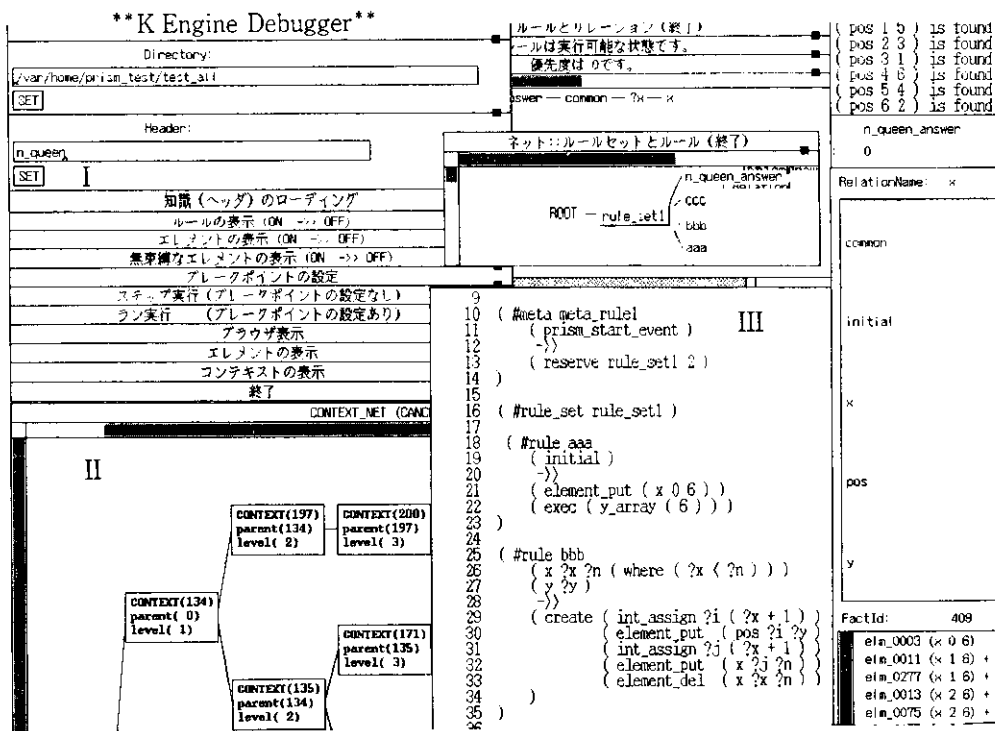 **K Engine Debugger**
Directory:
/var/home/prism_test/test_all
SET
Header:
n_queen
SET
I
知識（ヘッダ）のローディング
ルールの表示（ON ->> OFF）
エレメントの表示（ON ->> OFF）
無束縛なエレメントの表示（ON ->> OFF）
ブレークポイントの設定
ステップ実行（ブレークポイントの設定なし）
ラン実行 （ブレークポイントの設定あり）
ブラウザ表示
エレメントの表示
コンテキストの表示
終了
ルールとリレーション（終了）
ールは実行可能な状態です。
優先度は 0です。
swer — common — ?x — x
ネット::ルールセットとルール（終了）
ROOT — rule_set1
n_queen_answer
ccc
bbb
aaa
( pos 1 5 ) is found
( pos 2 3 ) is found
( pos 3 1 ) is found
( pos 4 6 ) is found
( pos 5 4 ) is found
( pos 6 2 ) is found
n_queen_answer
0
RelationName: x
common
initial
x
pos
y
FactId: 409
elm_0003 (x 0 6)
elm_0011 (x 1 6) +
elm_0277 (x 1 6) +
elm_0013 (x 2 6) +
elm_0075 (x 2 6) +
CONTEXT_NET (CANC
II
CONTEXT(197)
parent(134)
level( 2)
CONTEXT(200)
parent(197)
level( 3)
CONTEXT(134)
parent( 0)
level( 1)
CONTEXT(171)
parent(135)
level( 3)
CONTEXT(135)
parent(134)
level( 2)
III
9
10 ( #meta meta_rule1
11 ( prism_start_event )
12 ->>
13 ( reserve rule_set1 2 )
14 )
15
16 ( #rule_set rule_set1 )
17
18 ( #rule aaa
19 ( initial )
20 ->>
21 ( element_put ( x 0 6 ) )
22 ( exec ( y_array ( 6 ) ) )
23 )
24
25 ( #rule bbb
26 ( x ?x ?n ( where ( ?x < ?n ) ) )
27 ( y ?y )
28 ->>
29 ( create ( int_assign ?i ( ?x + 1 ) )
30 ( element_put ( pos ?i ?y ) )
31 ( int_assign ?j ( ?x + 1 ) )
32 ( element_put ( x ?j ?n ) )
33 ( element_del ( x ?x ?n ) )
34 )
35 )